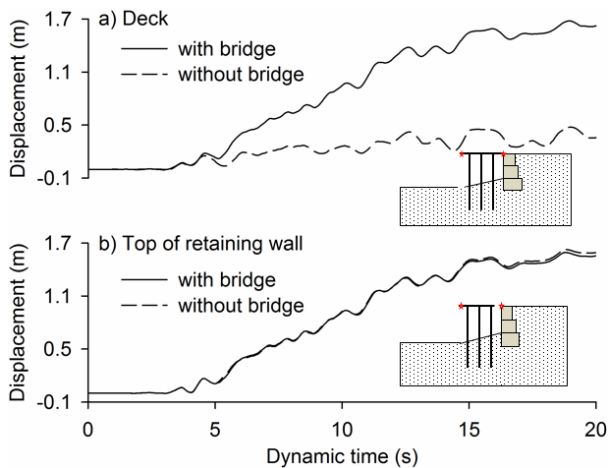 a) Deck
with bridge
without bridge
Displacement (m)
1.7
1.1
0.5
-0.1
b) Top of retaining wall
with bridge
without bridge
Displacement (m)
1.7
1.1
0.5
-0.1
0 5 10 15 20
Dynamic time (s)